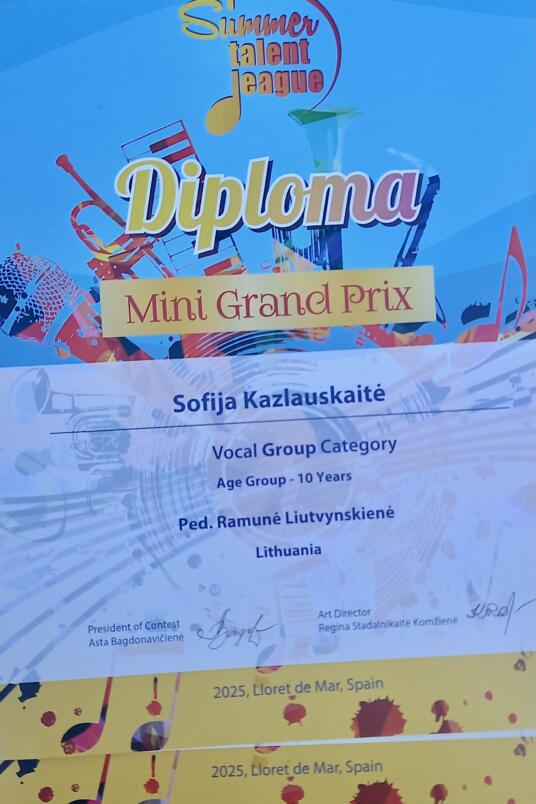 Summer
talent
league
Diploma
Mini Grand Prix
Sofija Kazlauskaitė
Vocal Group Category
Age Group - 10 Years
Ped. Ramunė Liutvynskienė
Lithuania
President of Contest
Asta Bagdonavičienė
Art Director
Regina Stadalnikaitė Komžienė
2025, Lloret de Mar, Spain
2025, Lloret de Mar, Spain